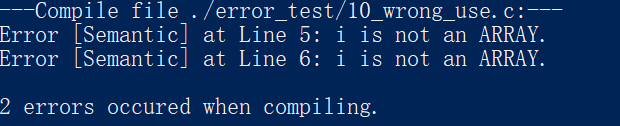 ---Compile file ./error_test/10_wrong_use.c:---
Error [Semantic] at Line 5: i is not an ARRAY.
Error [Semantic] at Line 6: i is not an ARRAY.
2 errors occured when compiling.